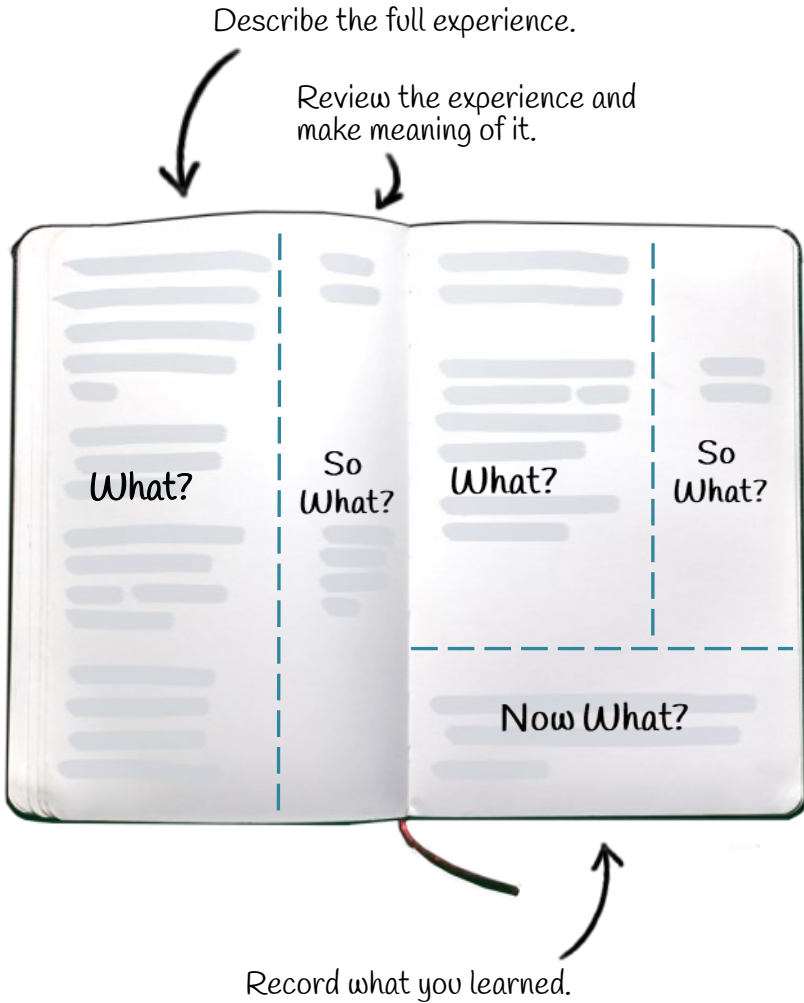 Describe the full experience.
Review the experience and
make meaning of it.
What?
So
What?
What?
So
What?
Now What?
Record what you learned.